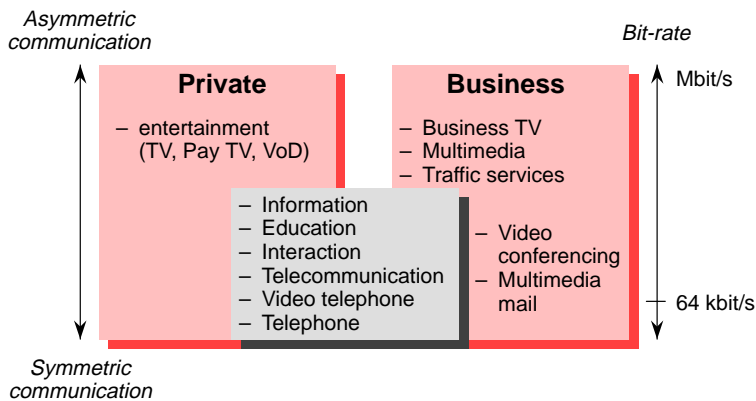 Asymmetric
communication
Bit-rate
Private
– entertainment
(TV, Pay TV, VoD)
Business
– Business TV
– Multimedia
– Traffic services
Mbit/s
– Information
– Education
– Interaction
– Telecommunication
– Video telephone
– Telephone
– Video
conferencing
– Multimedia
mail
64 kbit/s
Symmetric
communication